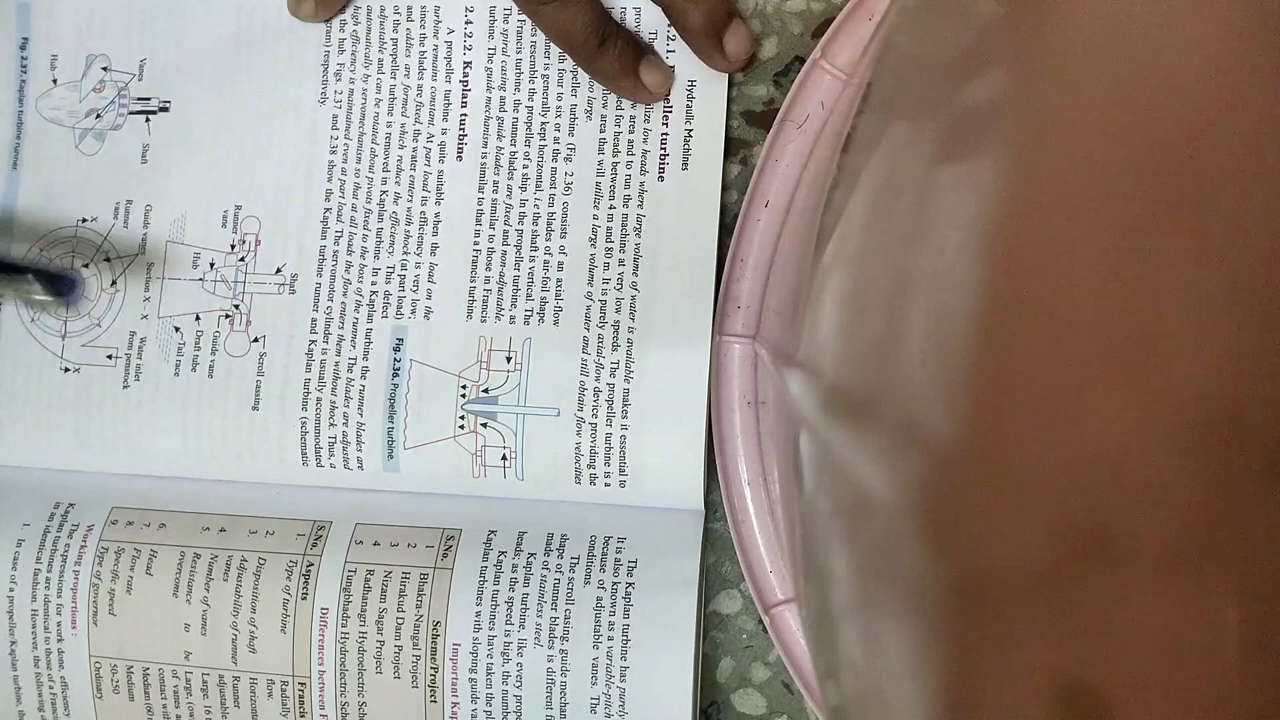 Hydraulic Machines
4.2.1. peller turbine
Th lize low heads where large volume of water is available makes it essential to
provi w area and to run the machine at very low speeds. The propeller turbine is a
rea ed for heads between 4 m and 80 m. It is purely axial-flow device providing the
flow area that will utilize a large volume of water and still obtain flow velocities
too large.
peller turbine (Fig. 2.36) consists of an axial-flow
th four to six or at the most ten blades of air-foil shape.
nner is generally kept horizontal, i.e the shaft is vertical. The
es resemble the propeller of a ship. In the propeller turbine, as
Francis turbine, the runner blades are fixed and non-adjustable.
The spiral casing and guide blades are similar to those in Francis
turbine. The guide mechanism is similar to that in a Francis turbine.
2.4.2.2. Kaplan turbine
A propeller turbine is quite suitable when the load on the
turbine remains constant. At part load its efficiency is very low;
since the blades are fixed, the water enters with shock (at part load)
and eddies are formed which reduce the efficiency. This defect
of the propeller turbine is removed in Kaplan turbine. In a Kaplan turbine the runner blades are
adjustable and can be rotated about pivots fixed to the boss of the runner. The blades are adjusted
automatically by servomechanism so that at all loads the flow enters them without shock. Thus, a
high efficiency is maintained even at part load. The servomotor cylinder is usually accommodated
n the hub. Figs. 2.37 and 2.38 show the Kaplan turbine runner and Kaplan turbine (schematic
gram) respectively.
Fig. 2.36. Propeller turbine.
Vanes
Shaft
Hub
Fig. 2.37. Kaplan turbine runner.
Shaft
Scroll cassing
Runner
vane
Guide vane
Hub
Draft tube
Tail race
Section X - X
Guide vanes
Water inlet
from penstock
Runner
vane
X
X
The Kaplan turbine has purely
It is also known as a variable-pitch
because of adjustable vanes. The
conditions.
The scroll casing, guide mechan
shape of runner blades is different f
made of stainless steel.
Kaplan turbine, like every prope
heads; as the speed is high, the numbe
Kaplan turbines have taken the pl
Kaplan turbines with sloping guide va
Important Kap
S.No. Scheme/Project
1 Bhakra-Nangal Project
2 Hirakud Dam Project
3 Nizam Sagar Project
4 Radhanagri Hydroelectric Sch
5 Tungbhadra Hydroelectric Sch
Differences between F
S.No. Aspects Francis
1. Type of turbine Radially
flow.
2. Disposition of shaft Horizonta
3. Adjustability of runner Runner
vanes adjustable
4. Number of vanes Large, 16
5. Resistance to be Large, (ow
overcome of vanes a
contact with
6. Head Medium (60
7. Flow rate Medium
8. Specific speed 50-250
9. Type of governor Ordinary
Working proportions :
The expressions for work done, efficiency
Kaplan turbines are identical to those of a Franc
in an identical fashion. However, the following d
1. In case of a propeller/Kaplan turbine, th